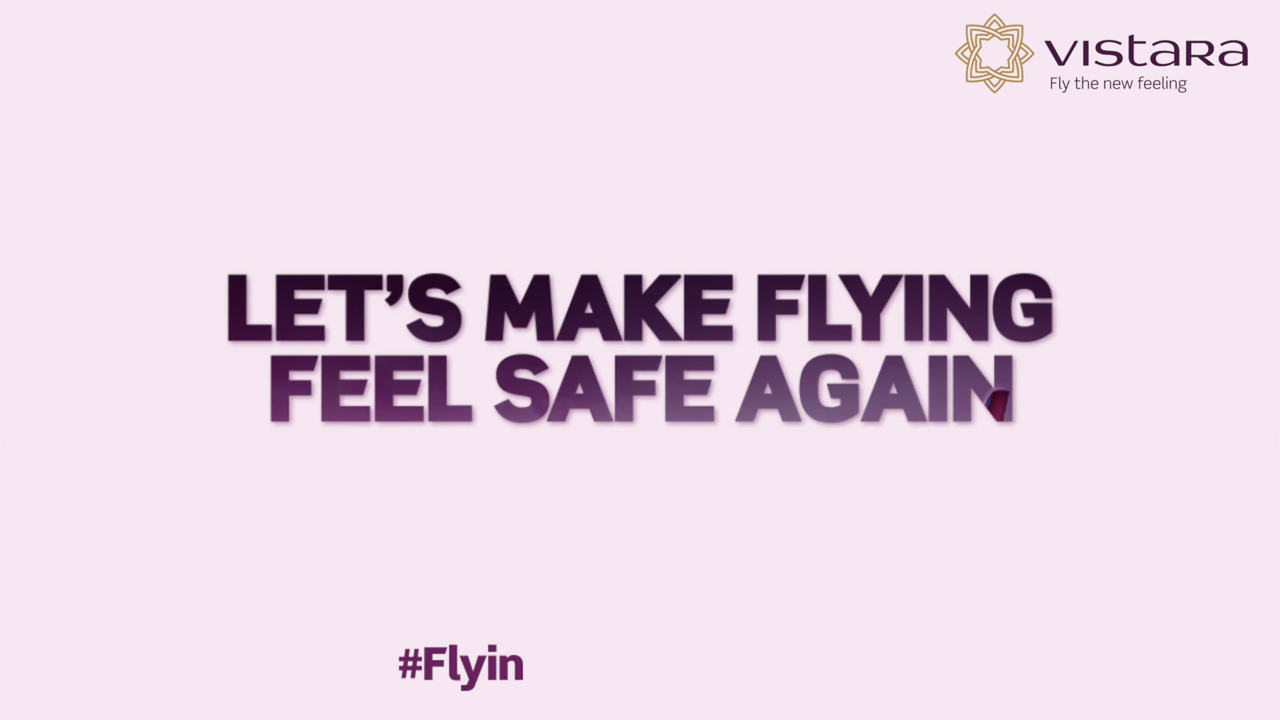 VISTARA
Fly the new feeling
LET'S MAKE FLYING
FEEL SAFE AGAIN
#Flyin